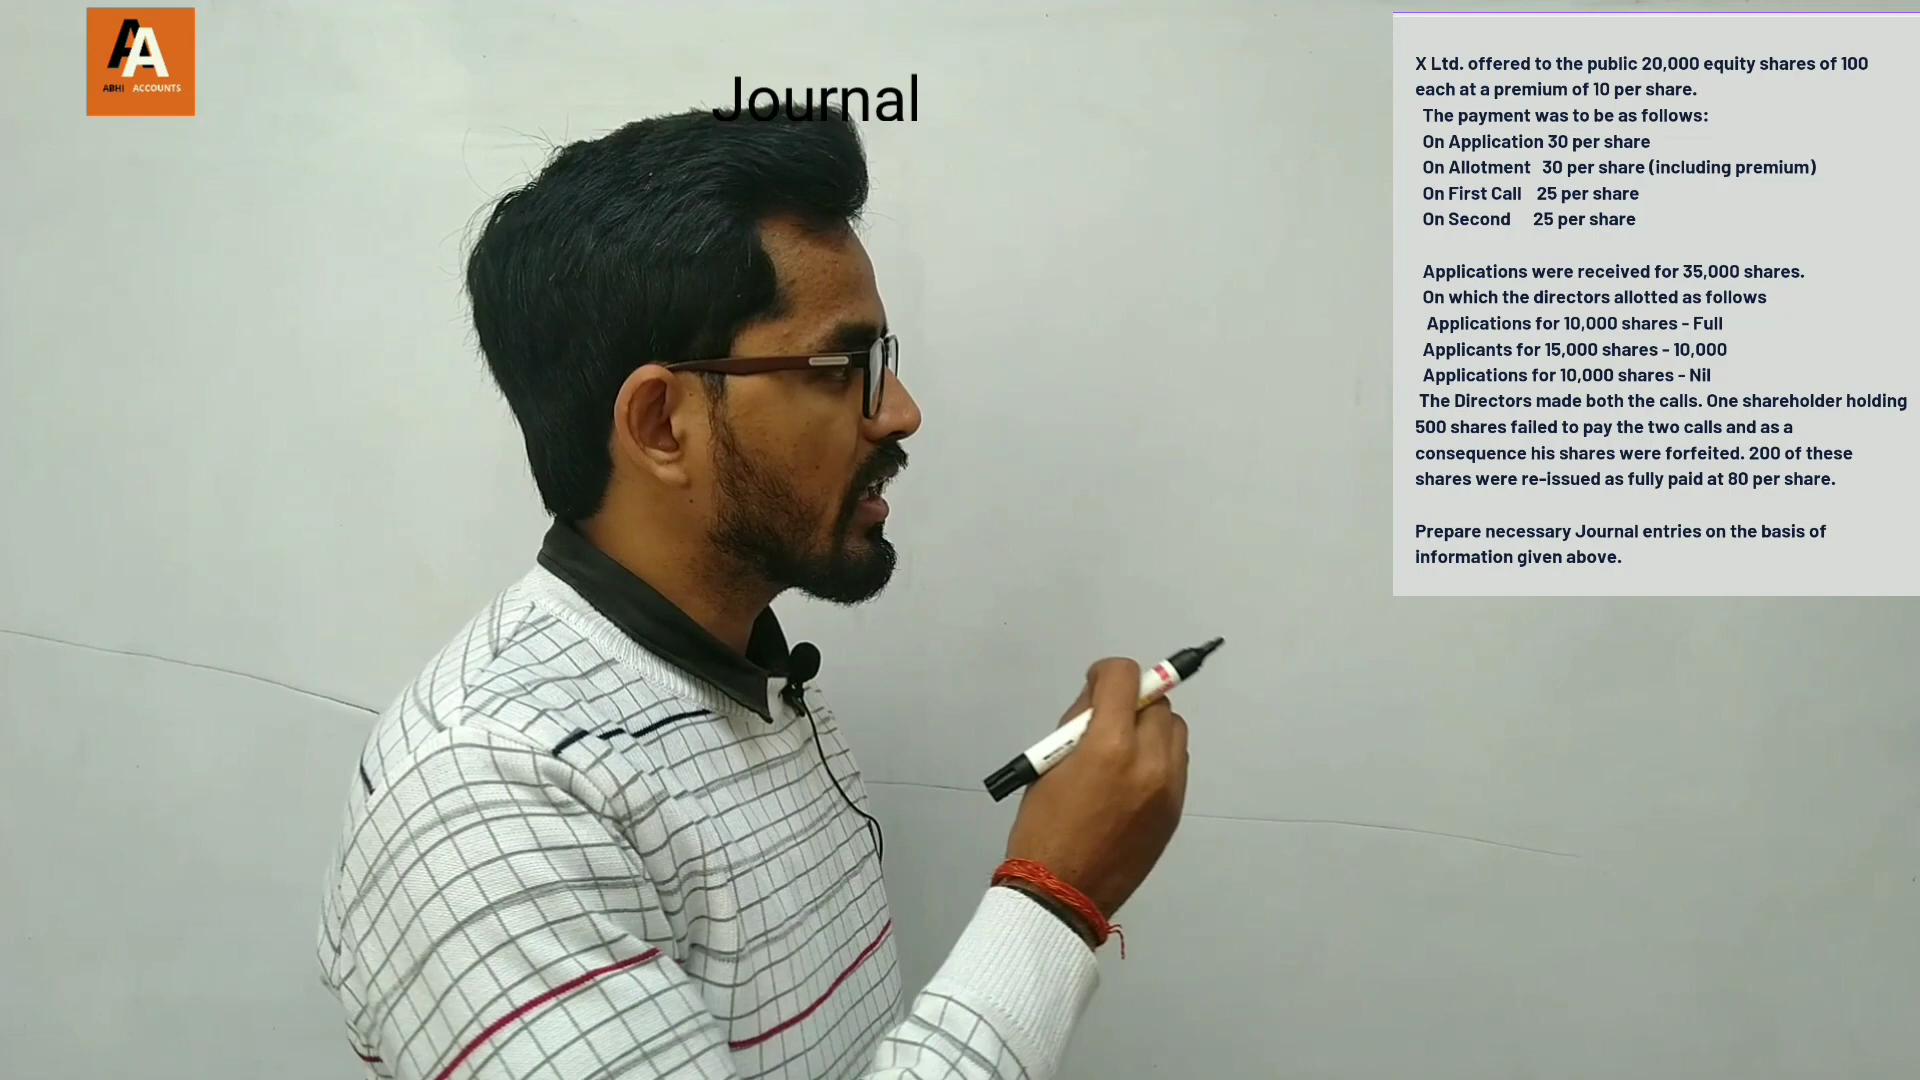 AA
ABHI ACCOUNTS
Journal
X Ltd. offered to the public 20,000 equity shares of 100
each at a premium of 10 per share.
The payment was to be as follows:
On Application 30 per share
On Allotment 30 per share (including premium)
On First Call 25 per share
On Second 25 per share
Applications were received for 35,000 shares.
On which the directors allotted as follows
Applications for 10,000 shares - Full
Applicants for 15,000 shares - 10,000
Applications for 10,000 shares - Nil
The Directors made both the calls. One shareholder holding
500 shares failed to pay the two calls and as a
consequence his shares were forfeited. 200 of these
shares were re-issued as fully paid at 80 per share.
Prepare necessary Journal entries on the basis of
information given above.